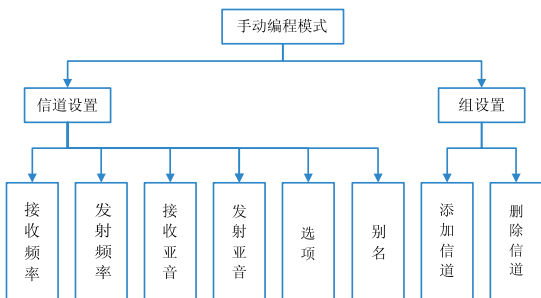 手动编程模式
信道设置
组设置
接收频率
发射频率
接收亚音
发射亚音
选项
别名
添加信道
删除信道